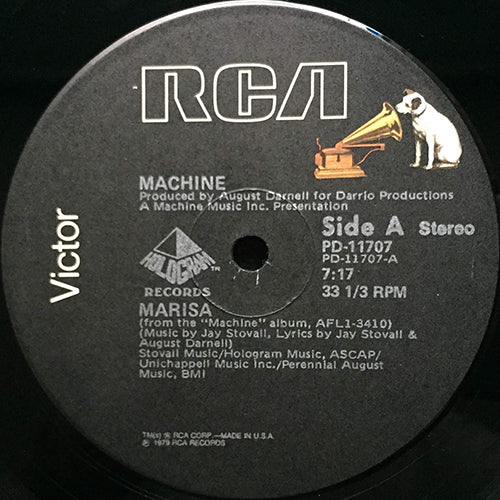 RCA
Victor
MACHINE
Produced by August Darnell for Darrio Productions
A Machine Music Inc. Presentation
Side A Stereo
PD-11707
PD-11707-A
7:17
33 1/3 RPM
HOLOGRAM
RECORDS
MARISA
(from the "Machine" album, AFL1-3410)
(Music by Jay Stovall, Lyrics by Jay Stovall &
August Darnell)
Stovall Music/Hologram Music, ASCAP/
Unichappell Music Inc./Perennial August
Music, BMI
TM(s) ® RCA CORP.—MADE IN U.S.A.
℗ 1979 RCA RECORDS